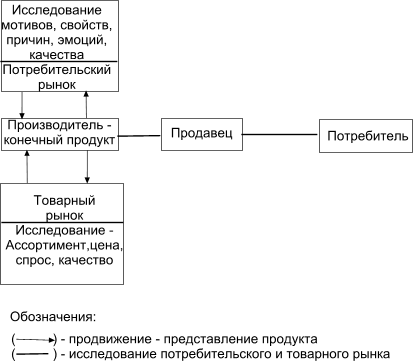 Исследование
мотивов, свойств,
причин, эмоций,
качества
Потребительский
рынок
Производитель -
конечный продукт
Продавец
Потребитель
Товарный
рынок
Исследование -
Ассортимент,цена,
спрос, качество
Обозначения:
( ) - продвижение - представление продукта
( ) - исследование потребительского и товарного рынка